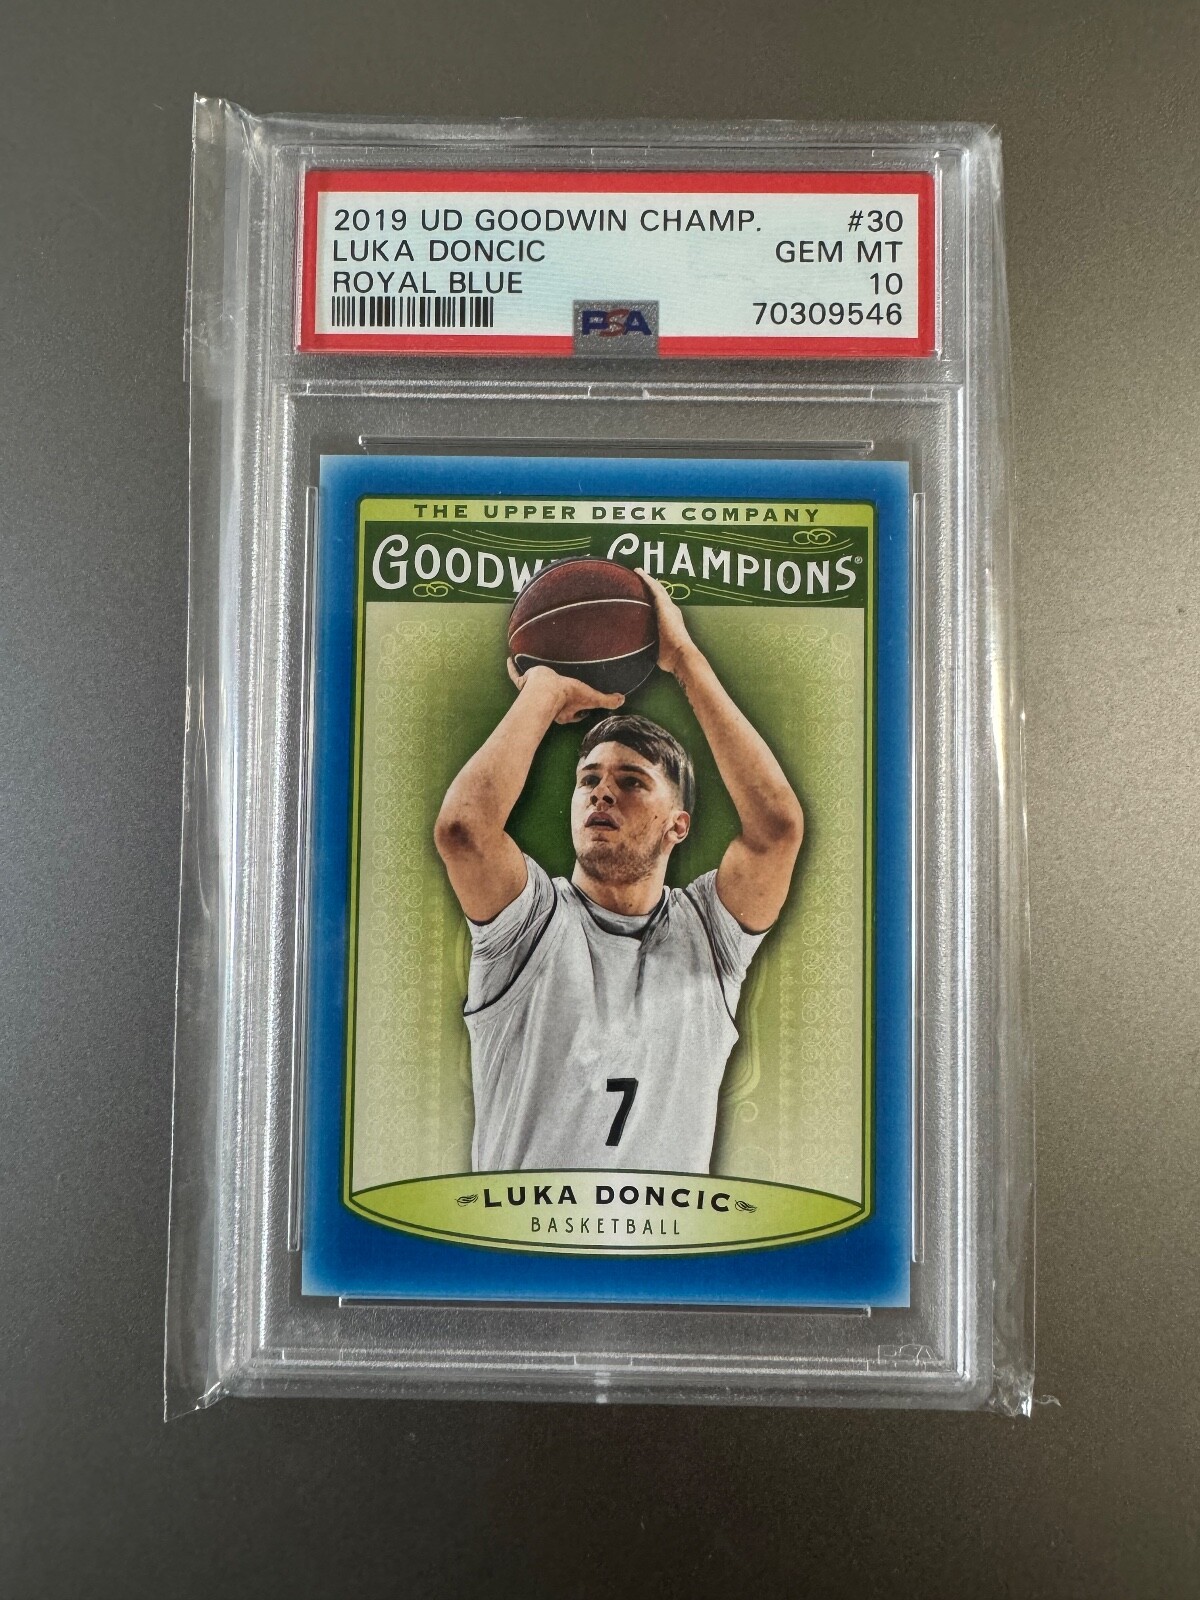 2019 UD GOODWIN CHAMP. #30
LUKA DONCIC GEM MT
ROYAL BLUE 10
PSA 70309546
THE UPPER DECK COMPANY
GOODWIN CHAMPIONS®
7
LUKA DONCIC
BASKETBALL
PSA